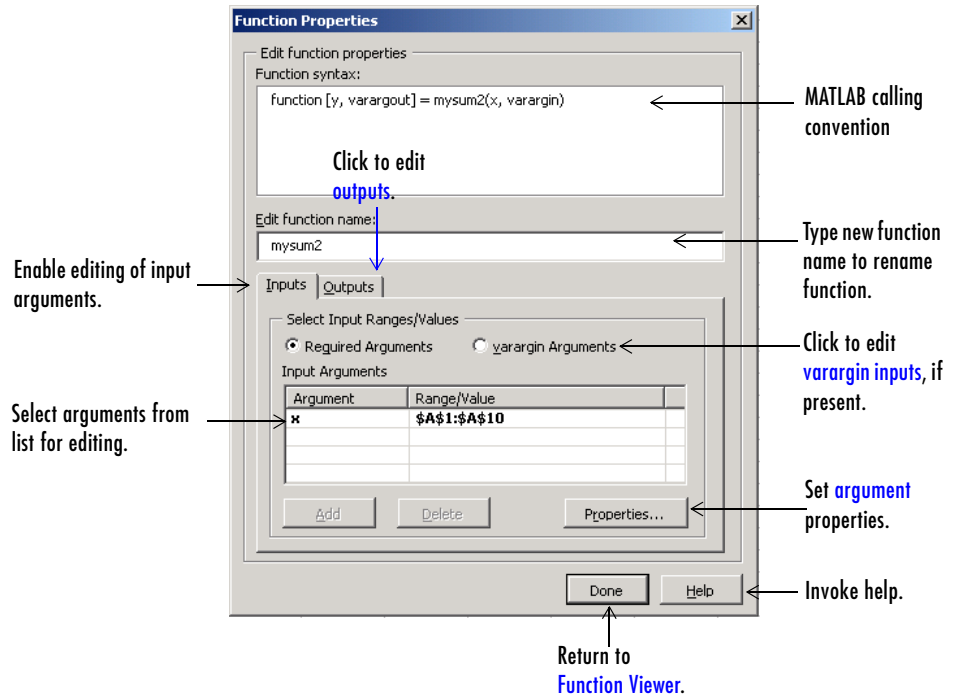 Function Properties
Edit function properties
Function syntax:
function [y, varargout] = mysum2(x, varargin)
MATLAB calling
convention
Click to edit
outputs.
Edit function name:
mysum2
Type new function
name to rename
function.
Enable editing of input
arguments.
Inputs
Outputs
Select Input Ranges/Values
Required Arguments
varargin Arguments
Click to edit
varargin inputs, if
present.
Input Arguments
Argument
Range/Value
Select arguments from
list for editing.
x
$A$1:$A$10
Add
Delete
Properties...
Set argument
properties.
Done
Help
Invoke help.
Return to
Function Viewer.